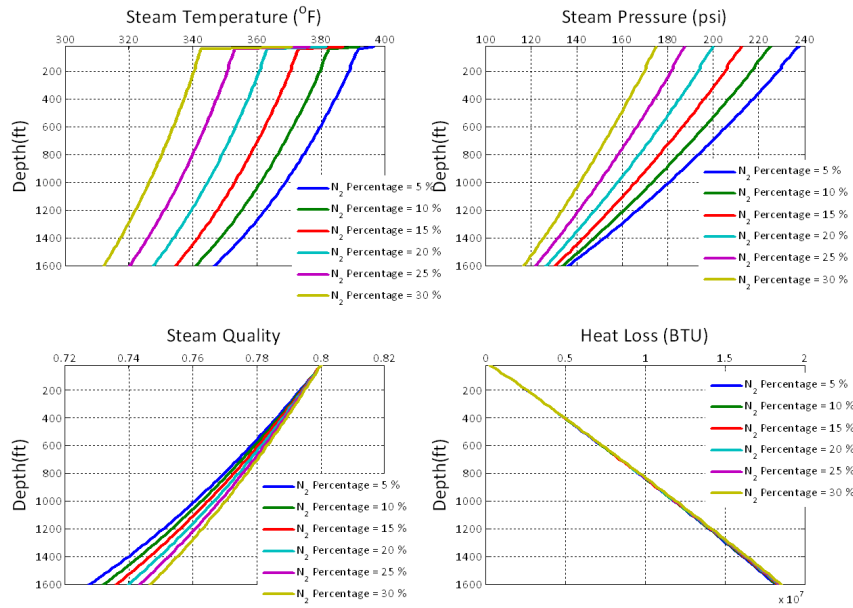 Steam Temperature (°F)
300 320 340 360 380 400
200
400
600
800
1000
1200
1400
1600
Depth(ft)
N2 Percentage = 5 %
N2 Percentage = 10 %
N2 Percentage = 15 %
N2 Percentage = 20 %
N2 Percentage = 25 %
N2 Percentage = 30 %
Steam Pressure (psi)
100 120 140 160 180 200 220 240
200
400
600
800
1000
1200
1400
1600
Depth(ft)
N2 Percentage = 5 %
N2 Percentage = 10 %
N2 Percentage = 15 %
N2 Percentage = 20 %
N2 Percentage = 25 %
N2 Percentage = 30 %
Steam Quality
0.72 0.74 0.76 0.78 0.8 0.82
200
400
600
800
1000
1200
1400
1600
Depth(ft)
N2 Percentage = 5 %
N2 Percentage = 10 %
N2 Percentage = 15 %
N2 Percentage = 20 %
N2 Percentage = 25 %
N2 Percentage = 30 %
Heat Loss (BTU)
0 0.5 1 1.5 2
200
400
600
800
1000
1200
1400
1600
Depth(ft)
N2 Percentage = 5 %
N2 Percentage = 10 %
N2 Percentage = 15 %
N2 Percentage = 20 %
N2 Percentage = 25 %
N2 Percentage = 30 %
x 10^7